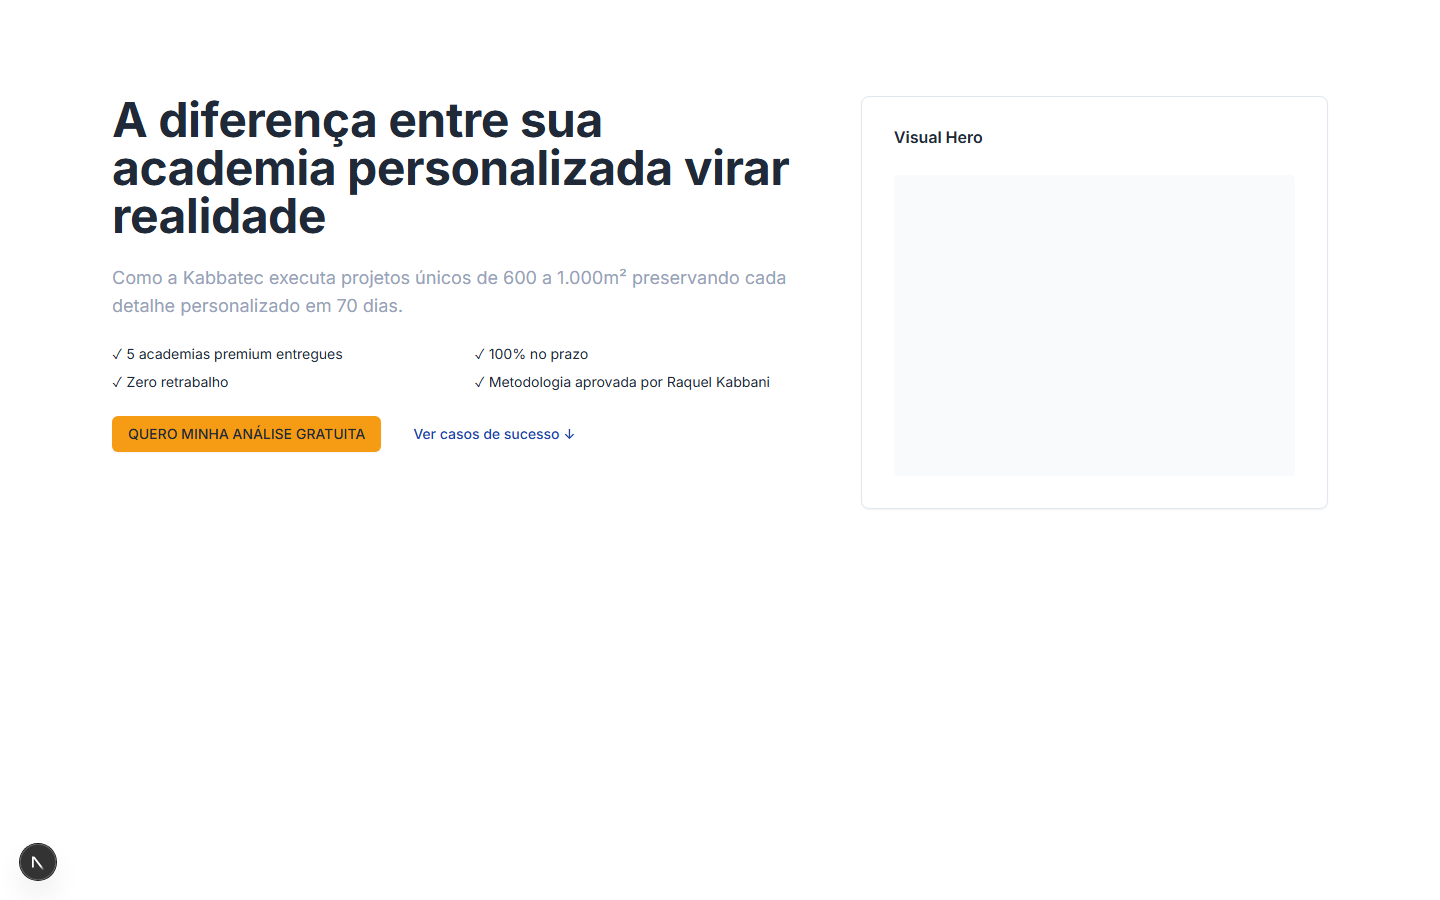 A diferença entre sua
academia personalizada virar
realidade
Como a Kabbatec executa projetos únicos de 600 a 1.000m² preservando cada
detalhe personalizado em 70 dias.
✓ 5 academias premium entregues
✓ 100% no prazo
✓ Zero retrabalho
✓ Metodologia aprovada por Raquel Kabbani
QUERO MINHA ANÁLISE GRATUITA
Ver casos de sucesso ↓
Visual Hero